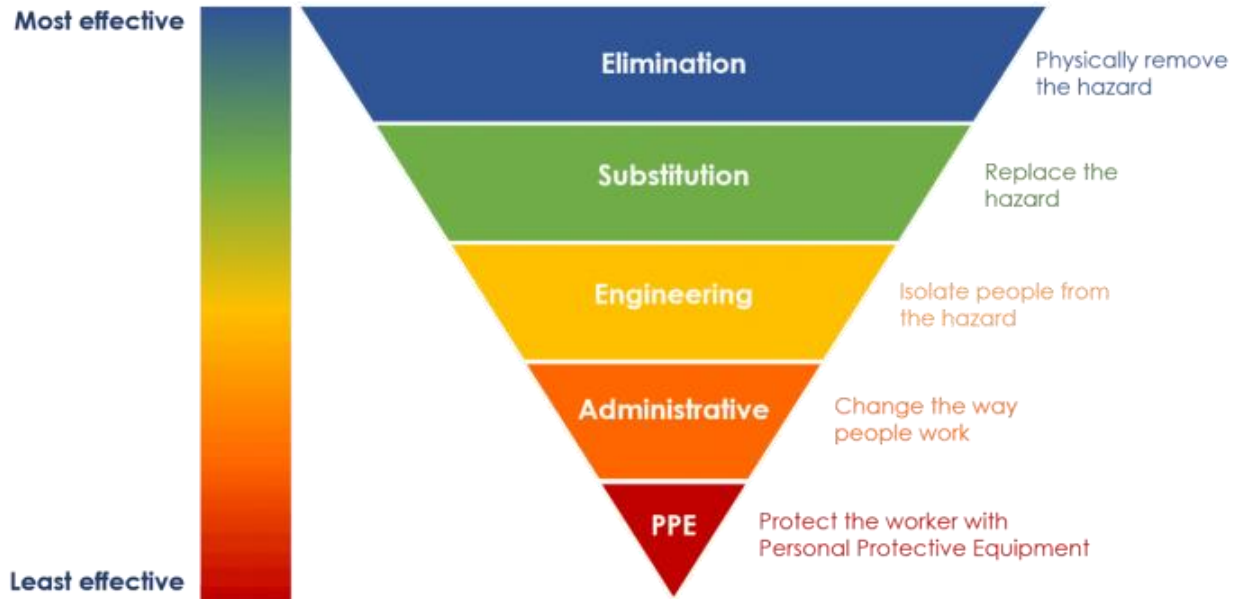 Most effective
Elimination
Physically remove
the hazard
Substitution
Replace the
hazard
Engineering
Isolate people from
the hazard
Administrative
Change the way
people work
PPE
Protect the worker with
Personal Protective Equipment
Least effective